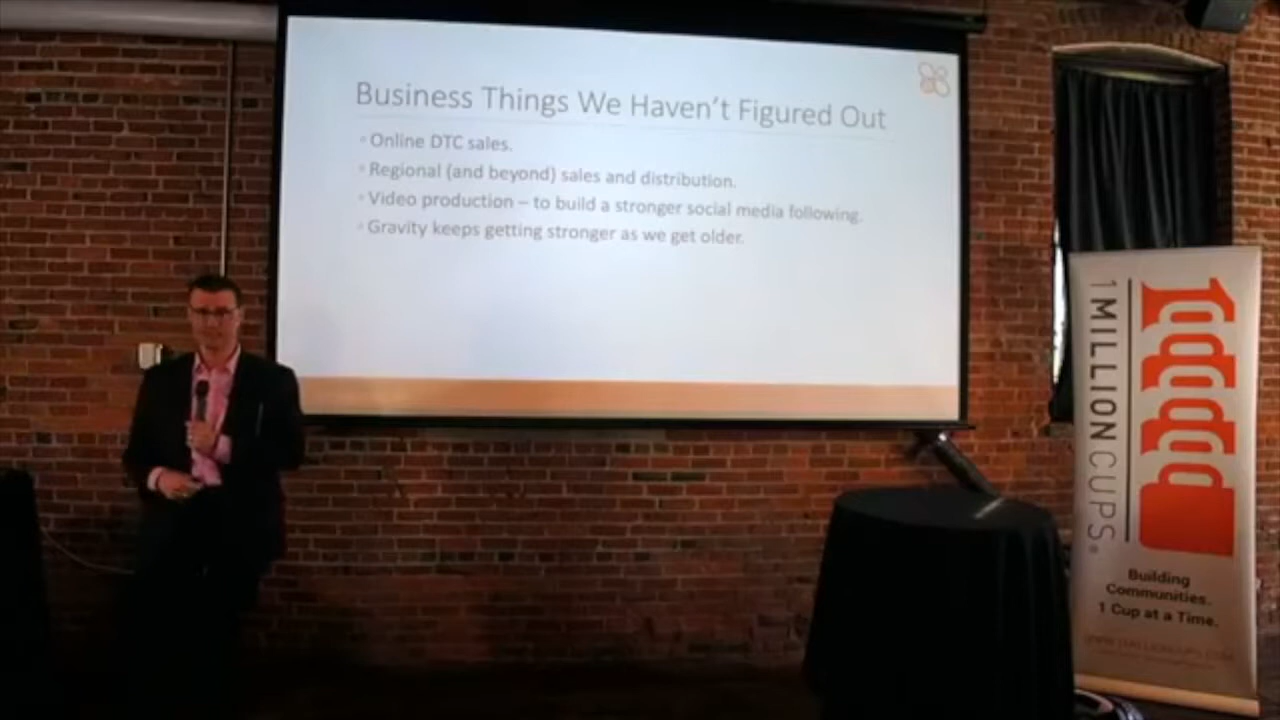 Business Things We Haven't Figured Out
Online DTC sales.
Regional (and beyond) sales and distribution.
Video production – to build a stronger social media following.
Gravity keeps getting stronger as we get older.
1 MILLION CUPS®
Building
Communities.
1 Cup at a Time.